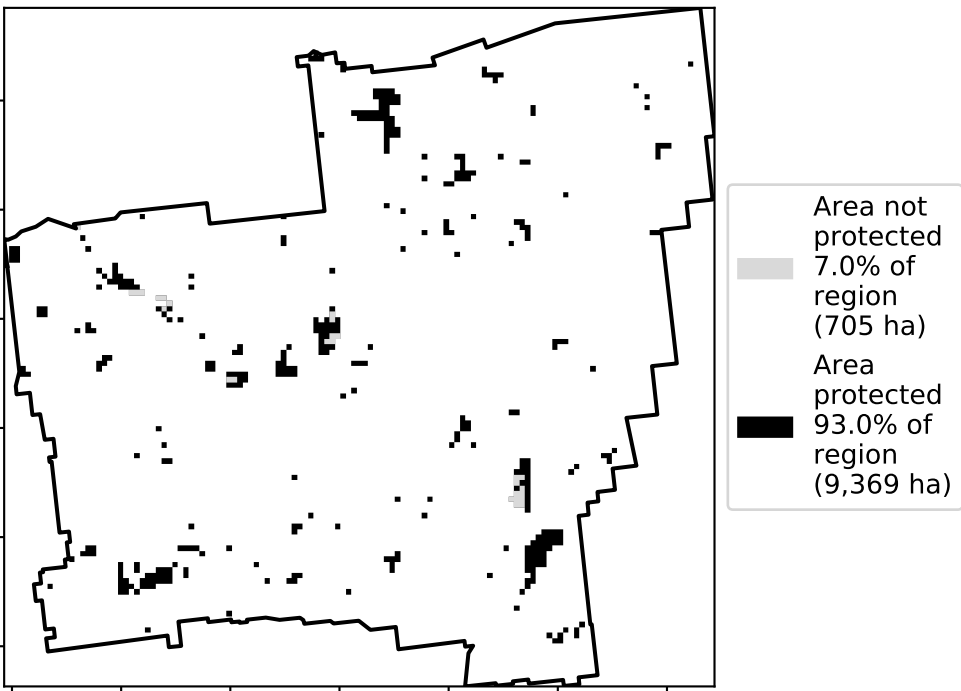 Area not
protected
7.0% of
region
(705 ha)
Area
protected
93.0% of
region
(9,369 ha)